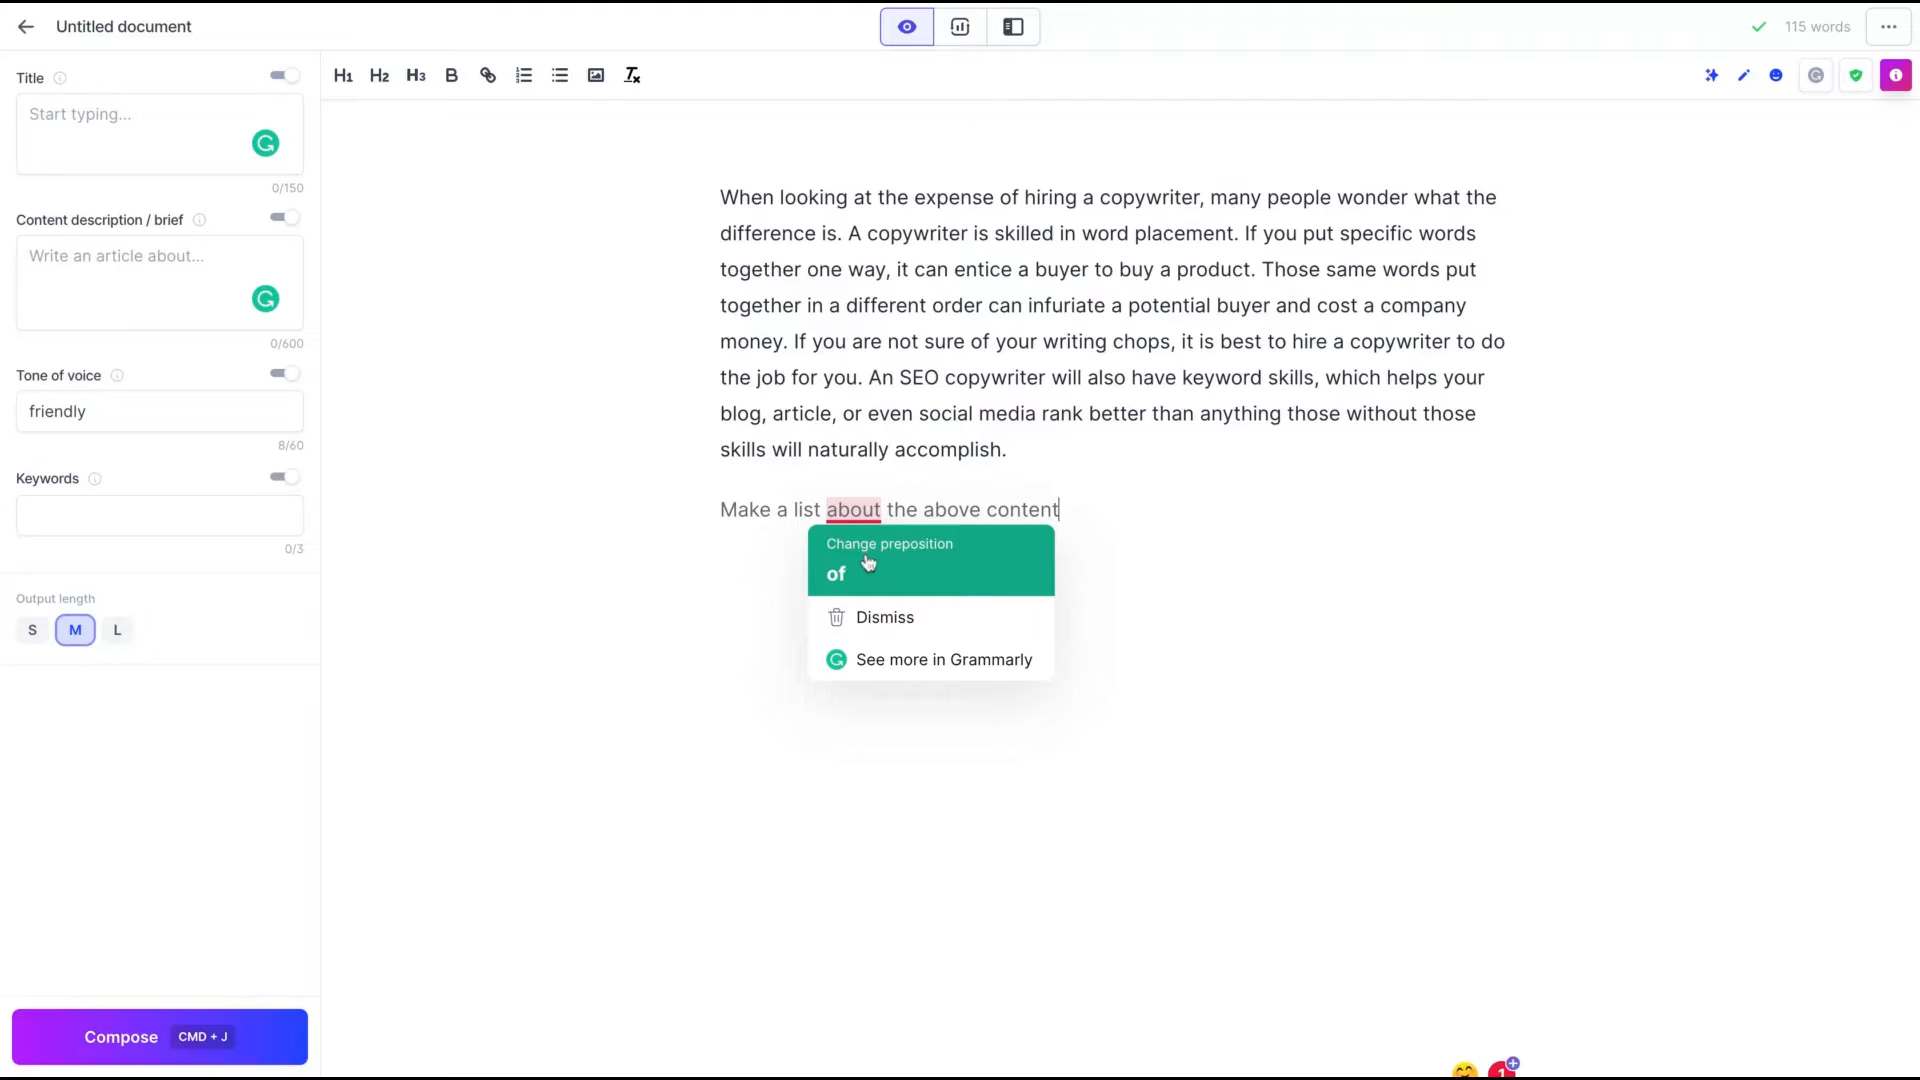 Untitled document
115 words
Title
Start typing...
0/150
Content description / brief
Write an article about...
0/600
Tone of voice
friendly
8/60
Keywords
0/3
Output length
S M L
Compose CMD + J
H1 H2 H3 B
When looking at the expense of hiring a copywriter, many people wonder what the
difference is. A copywriter is skilled in word placement. If you put specific words
together one way, it can entice a buyer to buy a product. Those same words put
together in a different order can infuriate a potential buyer and cost a company
money. If you are not sure of your writing chops, it is best to hire a copywriter to do
the job for you. An SEO copywriter will also have keyword skills, which helps your
blog, article, or even social media rank better than anything those without those
skills will naturally accomplish.
Make a list about the above content
Change preposition
of
Dismiss
See more in Grammarly
1